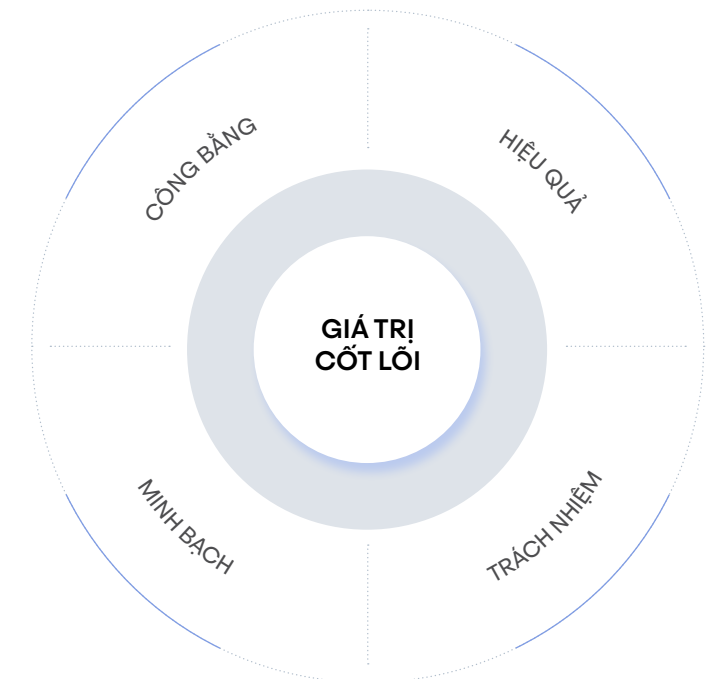 CÔNG BẰNG
HIỆU QUẢ
GIÁ TRỊ
CỐT LÕI
MINH BẠCH
TRÁCH NHIỆM